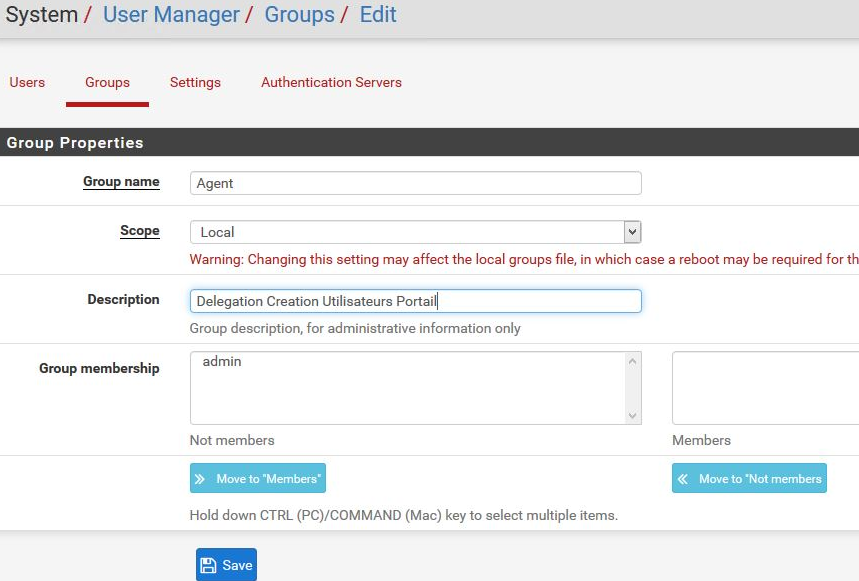 System / User Manager / Groups / Edit
Users Groups Settings Authentication Servers
Group Properties
Group name Agent
Scope Local
Warning: Changing this setting may affect the local groups file, in which case a reboot may be required for th
Description Delegation Creation Utilisateurs Portail
Group description, for administrative information only
Group membership admin
Not members Members
Move to "Members" Move to "Not members
Hold down CTRL (PC)/COMMAND (Mac) key to select multiple items.
Save